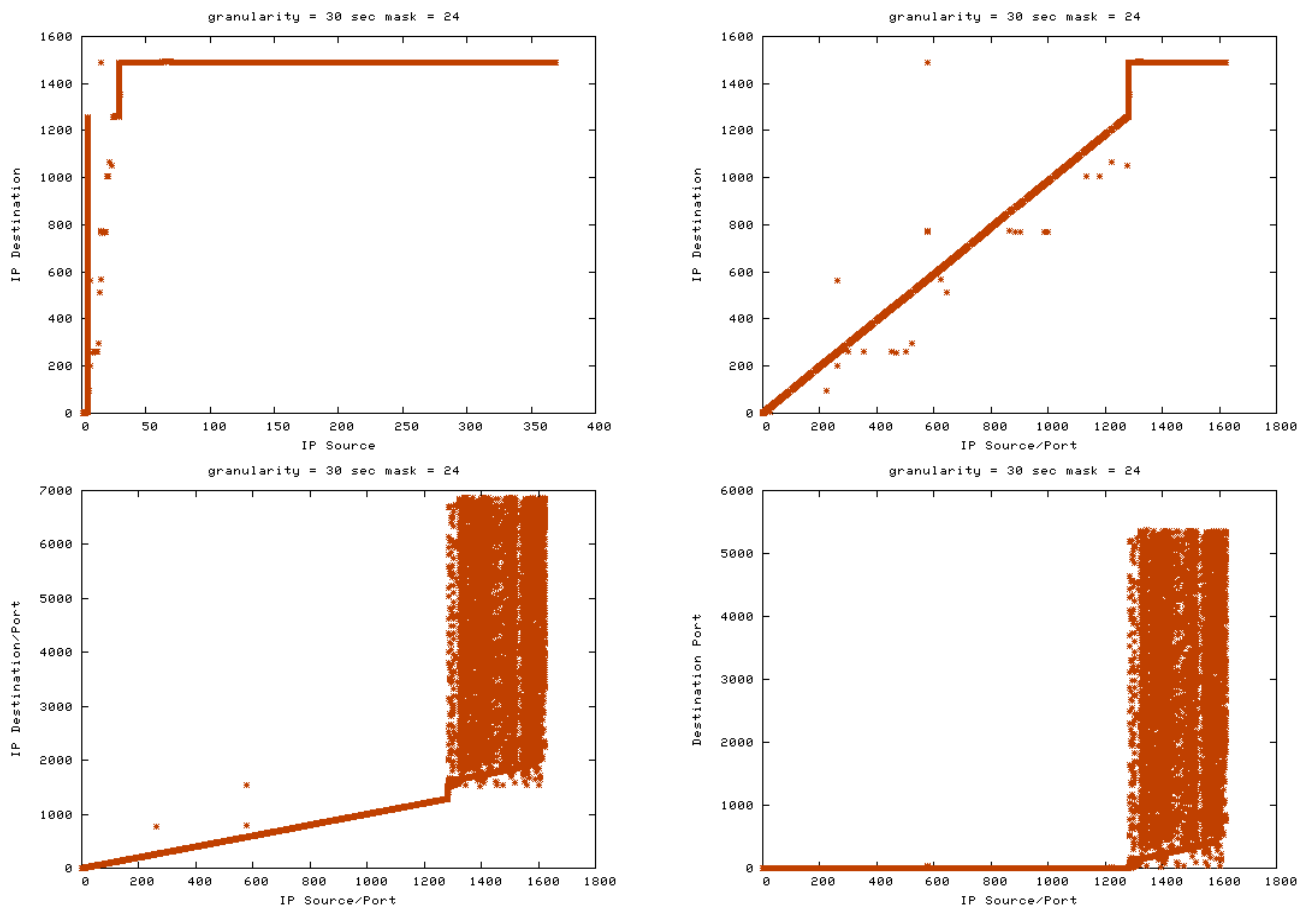 granularity = 30 sec mask = 24
1600
1400
1200
1000
800
600
400
200
0
IP Destination
0 50 100 150 200 250 300 350 400
IP Source
granularity = 30 sec mask = 24
1600
1400
1200
1000
800
600
400
200
0
IP Destination
0 200 400 600 800 1000 1200 1400 1600 1800
IP Source/Port
granularity = 30 sec mask = 24
7000
6000
5000
4000
3000
2000
1000
0
IP Destination/Port
0 200 400 600 800 1000 1200 1400 1600 1800
IP Source/Port
granularity = 30 sec mask = 24
6000
5000
4000
3000
2000
1000
0
Destination Port
0 200 400 600 800 1000 1200 1400 1600 1800
IP Source/Port